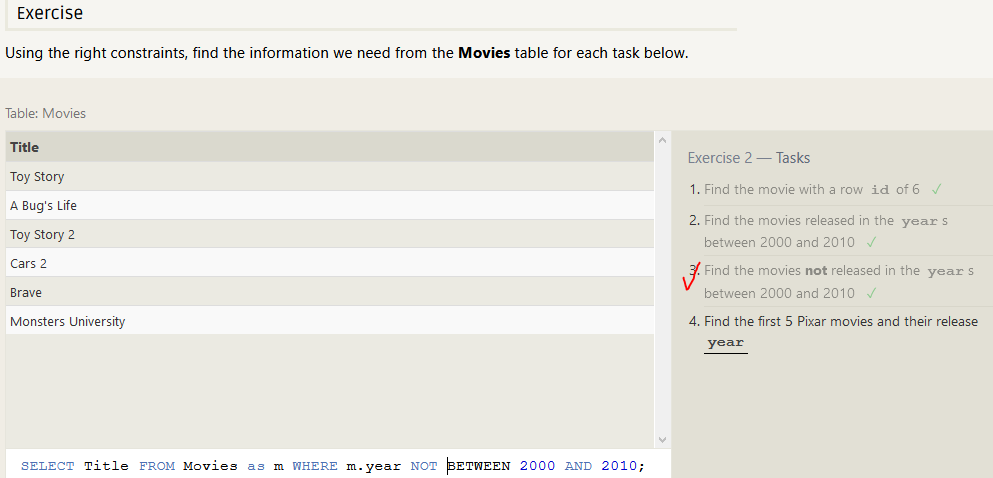 Exercise
Using the right constraints, find the information we need from the Movies table for each task below.
Table: Movies
Title
Toy Story
A Bug's Life
Toy Story 2
Cars 2
Brave
Monsters University
SELECT Title FROM Movies as m WHERE m.year NOT BETWEEN 2000 AND 2010;
Exercise 2 — Tasks
1. Find the movie with a row id of 6 ✓
2. Find the movies released in the year s
between 2000 and 2010 ✓
3. Find the movies not released in the year s
between 2000 and 2010 ✓
4. Find the first 5 Pixar movies and their release
year